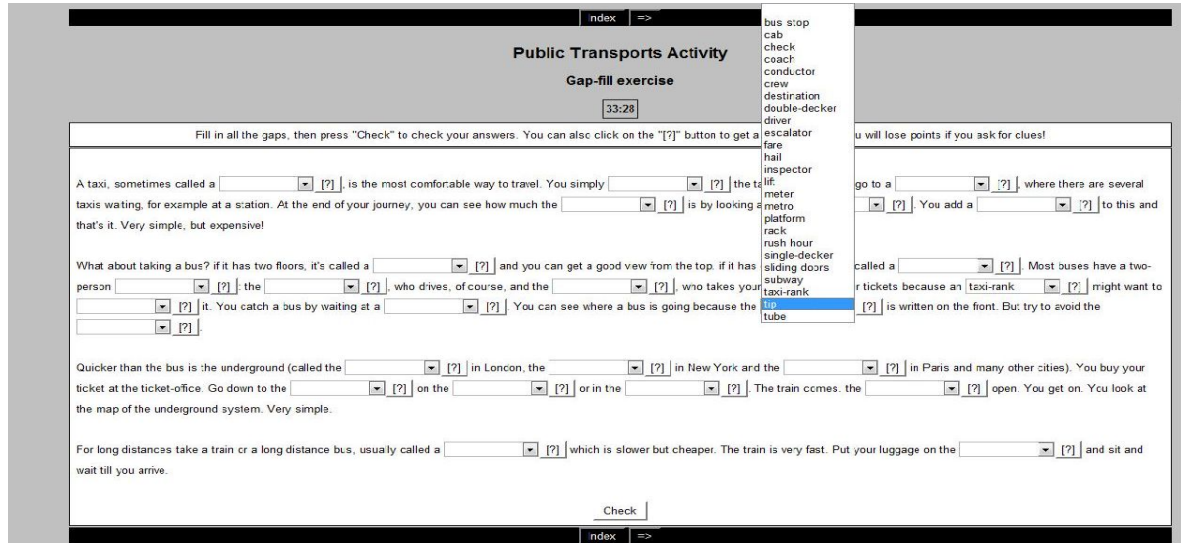 Index =>
Public Transports Activity
Gap-fill exercise
33:28
Fill in all the gaps, then press "Check" to check your answers. You can also click on the "[?]" button to get a
u will lose points if you ask for clues!
A taxi, sometimes called a [?] , is the most comfortable way to travel. You simply [?] the ta go to a [?] , where there are several
taxis waiting, for example at a station. At the end of your journey, you can see how much the [?] is by looking a [?] . You add a [?] to this and
that's it. Very simple, but expensive!
What about taking a bus? if it has two floors, it's called a [?] and you can get a good view from the top. if it has called a [?] . Most buses have a two-
person [?] : the [?] , who drives, of course, and the [?] , who takes your r tickets because an taxi-rank [?] might want to
[?] it. You catch a bus by waiting at a [?] . You can see where a bus is going because the [?] is written on the front. But try to avoid the
[?] .
Quicker than the bus is the underground (called the [?] in London, the [?] in New York and the [?] in Paris and many other cities). You buy your
ticket at the ticket-office. Go down to the [?] on the [?] or in the [?] . The train comes. the [?] open. You get on. You look at
the map of the underground system. Very simple.
For long distances take a train or a long distance bus, usually called a [?] which is slower but cheaper. The train is very fast. Put your luggage on the [?] and sit and
wait till you arrive.
Check
Index =>
bus stop
cab
check
coach
conductor
crew
destination
double-decker
driver
escalator
fare
hail
inspector
lift
meter
metro
platform
rack
rush hour
single-decker
sliding doors
subway
taxi-rank
tip
tube